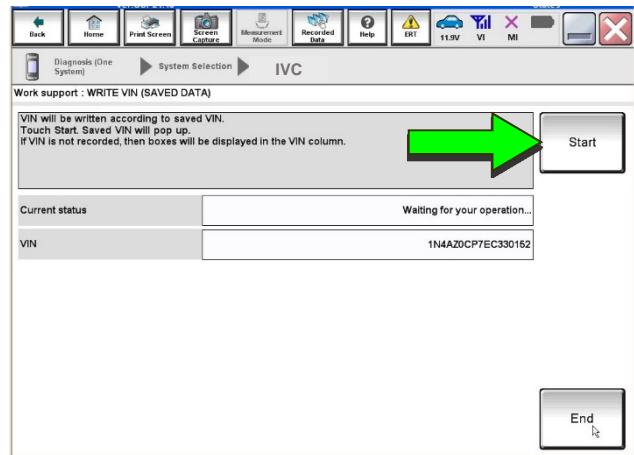 Back
Home
Print Screen
Screen Capture
Measurement Mode
Recorded Data
Help
ERT
11.9V
VI
MI
Diagnosis (One System)
System Selection
IVC
Work support : WRITE VIN (SAVED DATA)
VIN will be written according to saved VIN.
Touch Start. Saved VIN will pop up.
If VIN is not recorded, then boxes will be displayed in the VIN column.
Start
Current status
Waiting for your operation...
VIN
1N4AZ0CP7EC330152
End